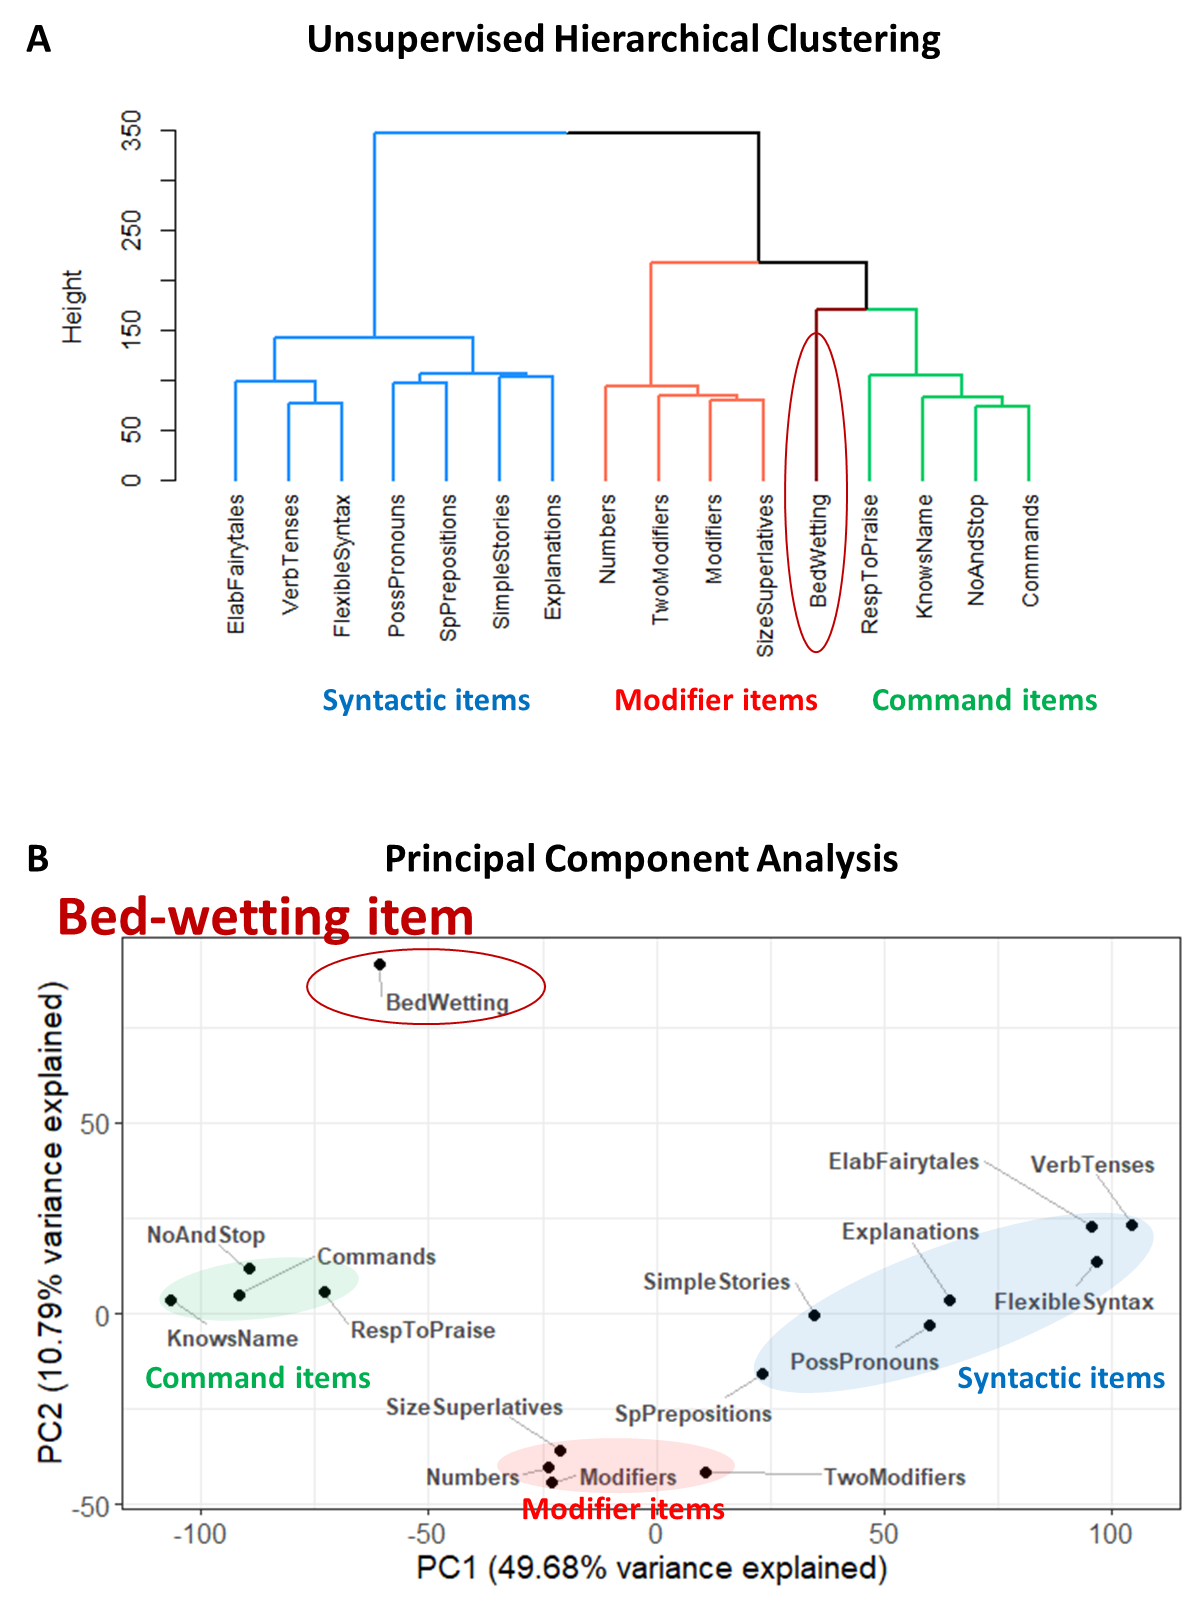 A
Unsupervised Hierarchical Clustering
Height
350
250
150
50
0
ElabFairytales
VerbTenses
FlexibleSyntax
PossPronouns
SpPrepositions
SimpleStories
Explanations
Numbers
TwoModifiers
Modifiers
SizeSuperlatives
BedWetting
RespToPraise
KnowsName
NoAndStop
Commands
Syntactic items
Modifier items
Command items
B
Principal Component Analysis
Bed-wetting item
BedWetting
PC2 (10.79% variance explained)
50
0
-50
ElabFairytales
VerbTenses
Explanations
NoAndStop
Commands
SimpleStories
FlexibleSyntax
KnowsName
RespToPraise
PossPronouns
Command items
Syntactic items
SizeSuperlatives
SpPrepositions
Numbers
Modifiers
TwoModifiers
Modifier items
-100
-50
0
50
100
PC1 (49.68% variance explained)